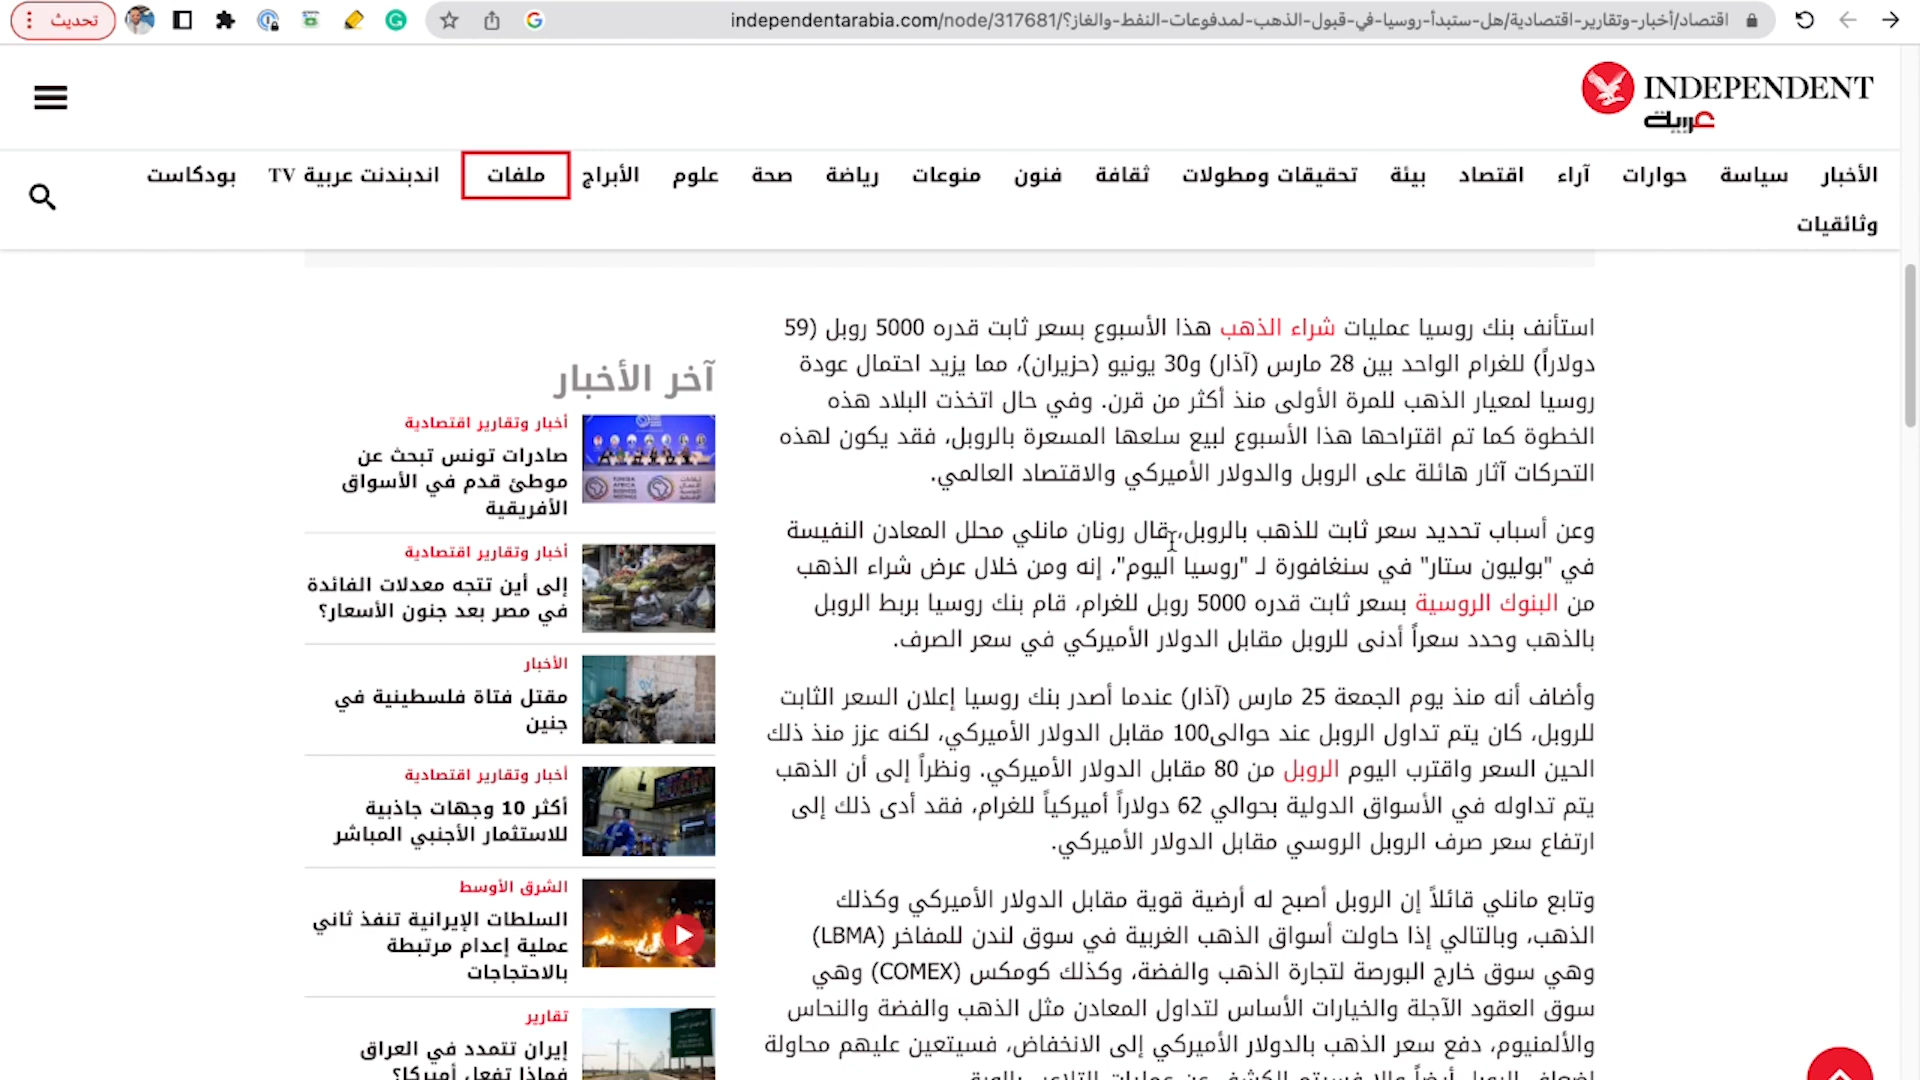 تحديث
independentarabia.com/node/317681/اقتصاد/أخبار-وتقارير-اقتصادية/هل-ستبدأ-روسيا-في-قبول-الذهب-لمدفوعات-النفط-والغاز؟
INDEPENDENT
عربية
الأخبار سياسة حوارات آراء اقتصاد بيئة تحقيقات ومطولات ثقافة فنون منوعات رياضة صحة علوم الأبراج ملفات اندبندنت عربية TV بودكاست
وثائقيات
استأنف بنك روسيا عمليات شراء الذهب هذا الأسبوع بسعر ثابت قدره 5000 روبل (59
دولاراً) للغرام الواحد بين 28 مارس (آذار) و30 يونيو (حزيران)، مما يزيد احتمال عودة
روسيا لمعيار الذهب للمرة الأولى منذ أكثر من قرن. وفي حال اتخذت البلاد هذه
الخطوة كما تم اقتراحها هذا الأسبوع لبيع سلعها المسعرة بالروبل، فقد يكون لهذه
التحركات آثار هائلة على الروبل والدولار الأميركي والاقتصاد العالمي.
وعن أسباب تحديد سعر ثابت للذهب بالروبل، قال رونان مانلي محلل المعادن النفيسة
في "بوليون ستار" في سنغافورة لـ "روسيا اليوم"، إنه ومن خلال عرض شراء الذهب
من البنوك الروسية بسعر ثابت قدره 5000 روبل للغرام، قام بنك روسيا بربط الروبل
بالذهب وحدد سعراً أدنى للروبل مقابل الدولار الأميركي في سعر الصرف.
وأضاف أنه منذ يوم الجمعة 25 مارس (آذار) عندما أصدر بنك روسيا إعلان السعر الثابت
للروبل، كان يتم تداول الروبل عند حوالى100 مقابل الدولار الأميركي، لكنه عزز منذ ذلك
الحين السعر واقترب اليوم الروبل من 80 مقابل الدولار الأميركي. ونظراً إلى أن الذهب
يتم تداوله في الأسواق الدولية بحوالي 62 دولاراً أميركياً للغرام، فقد أدى ذلك إلى
ارتفاع سعر صرف الروبل الروسي مقابل الدولار الأميركي.
وتابع مانلي قائلاً إن الروبل أصبح له أرضية قوية مقابل الدولار الأميركي وكذلك
الذهب، وبالتالي إذا حاولت أسواق الذهب الغربية في سوق لندن للمفاخر (LBMA)
وهي سوق خارج البورصة لتجارة الذهب والفضة، وكذلك كومكس (COMEX) وهي
سوق العقود الآجلة والخيارات الأساس لتداول المعادن مثل الذهب والفضة والنحاس
والألمنيوم، دفع سعر الذهب بالدولار الأميركي إلى الانخفاض، فسيتعين عليهم محاولة
آخر الأخبار
أخبار وتقارير اقتصادية
صادرات تونس تبحث عن
موطئ قدم في الأسواق
الأفريقية
أخبار وتقارير اقتصادية
إلى أين تتجه معدلات الفائدة
في مصر بعد جنون الأسعار؟
الأخبار
مقتل فتاة فلسطينية في
جنين
أخبار وتقارير اقتصادية
أكثر 10 وجهات جاذبية
للاستثمار الأجنبي المباشر
الشرق الأوسط
السلطات الإيرانية تنفذ ثاني
عملية إعدام مرتبطة
بالاحتجاجات
تقارير
إيران تتمدد في العراق
فماذا تفعل أميركا؟